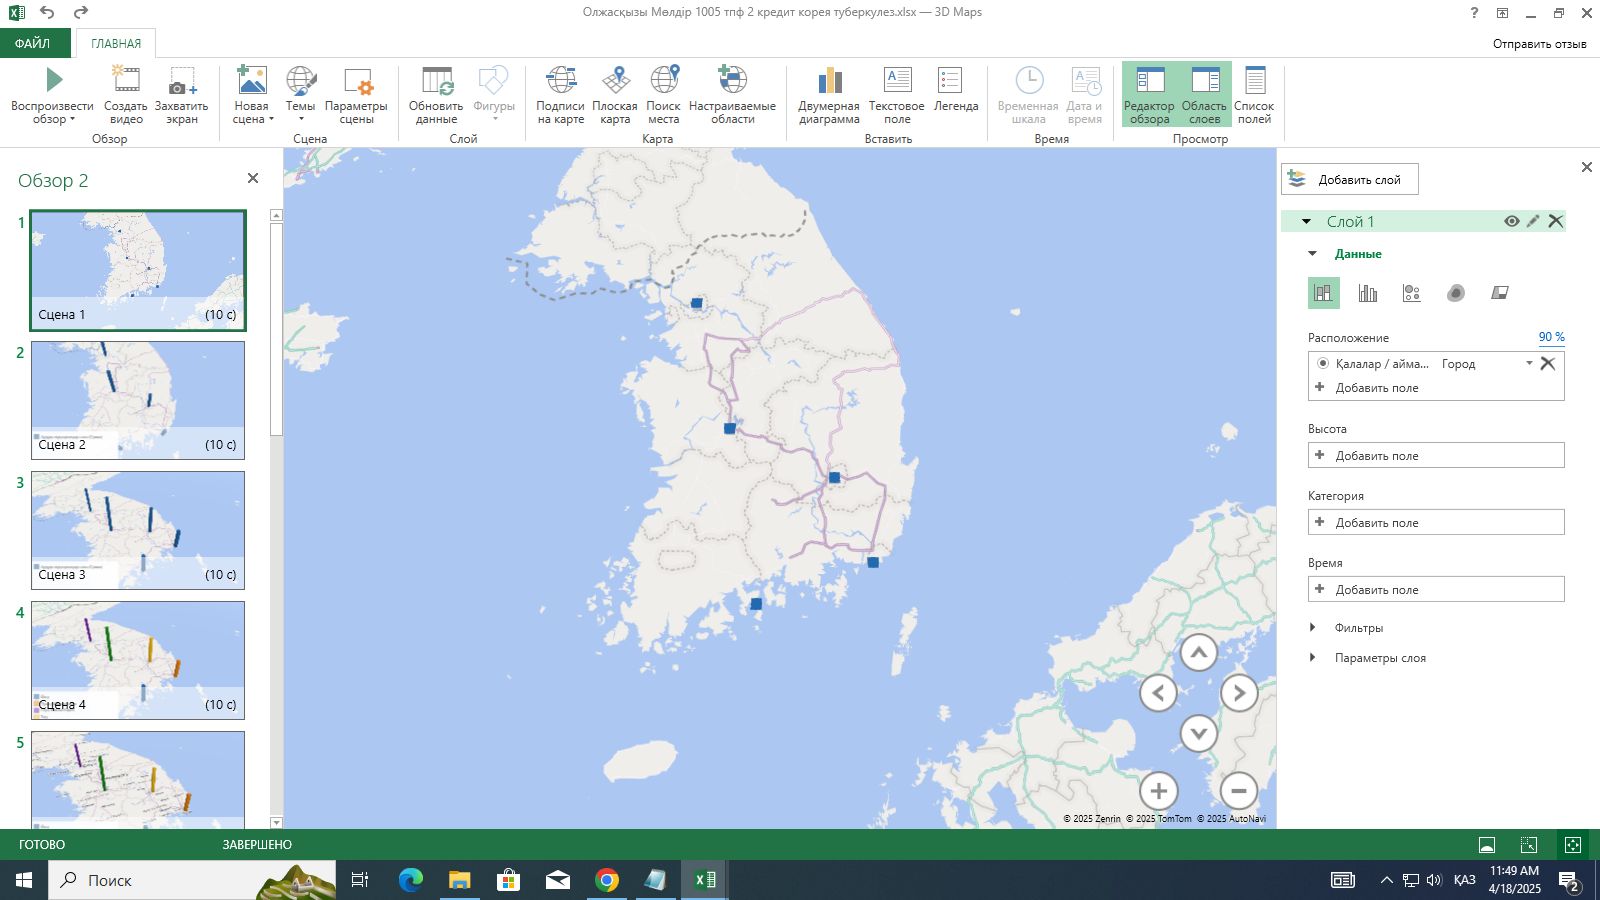 Олжасқызы Мөлдір 1005 тпф 2 кредит корея туберкулез.xlsx — 3D Maps
?
ФАЙЛ
ГЛАВНАЯ
Отправить отзыв
Воспроизвести обзор
Создать видео
Захватить экран
Обзор
Новая сцена
Темы
Параметры сцены
Сцена
Обновить данные
Фигуры
Слой
Подписи на карте
Плоская карта
Поиск места
Настраиваемые области
Карта
Двумерная диаграмма
Текстовое поле
Легенда
Вставить
Временная шкала
Дата и время
Время
Редактор обзора
Область слоев
Список полей
Просмотр
Обзор 2
1
Сцена 1 (10 с)
2
Сцена 2 (10 с)
3
Сцена 3 (10 с)
4
Сцена 4 (10 с)
5
© 2025 Zenrin © 2025 TomTom © 2025 AutoNavi
Добавить слой
Слой 1
Данные
Расположение 90 %
Қалалар / айма... Город
Добавить поле
Высота
Добавить поле
Категория
Добавить поле
Время
Добавить поле
Фильтры
Параметры слоя
ГОТОВО
ЗАВЕРШЕНО
Поиск
ҚАЗ
11:49 AM
4/18/2025
2